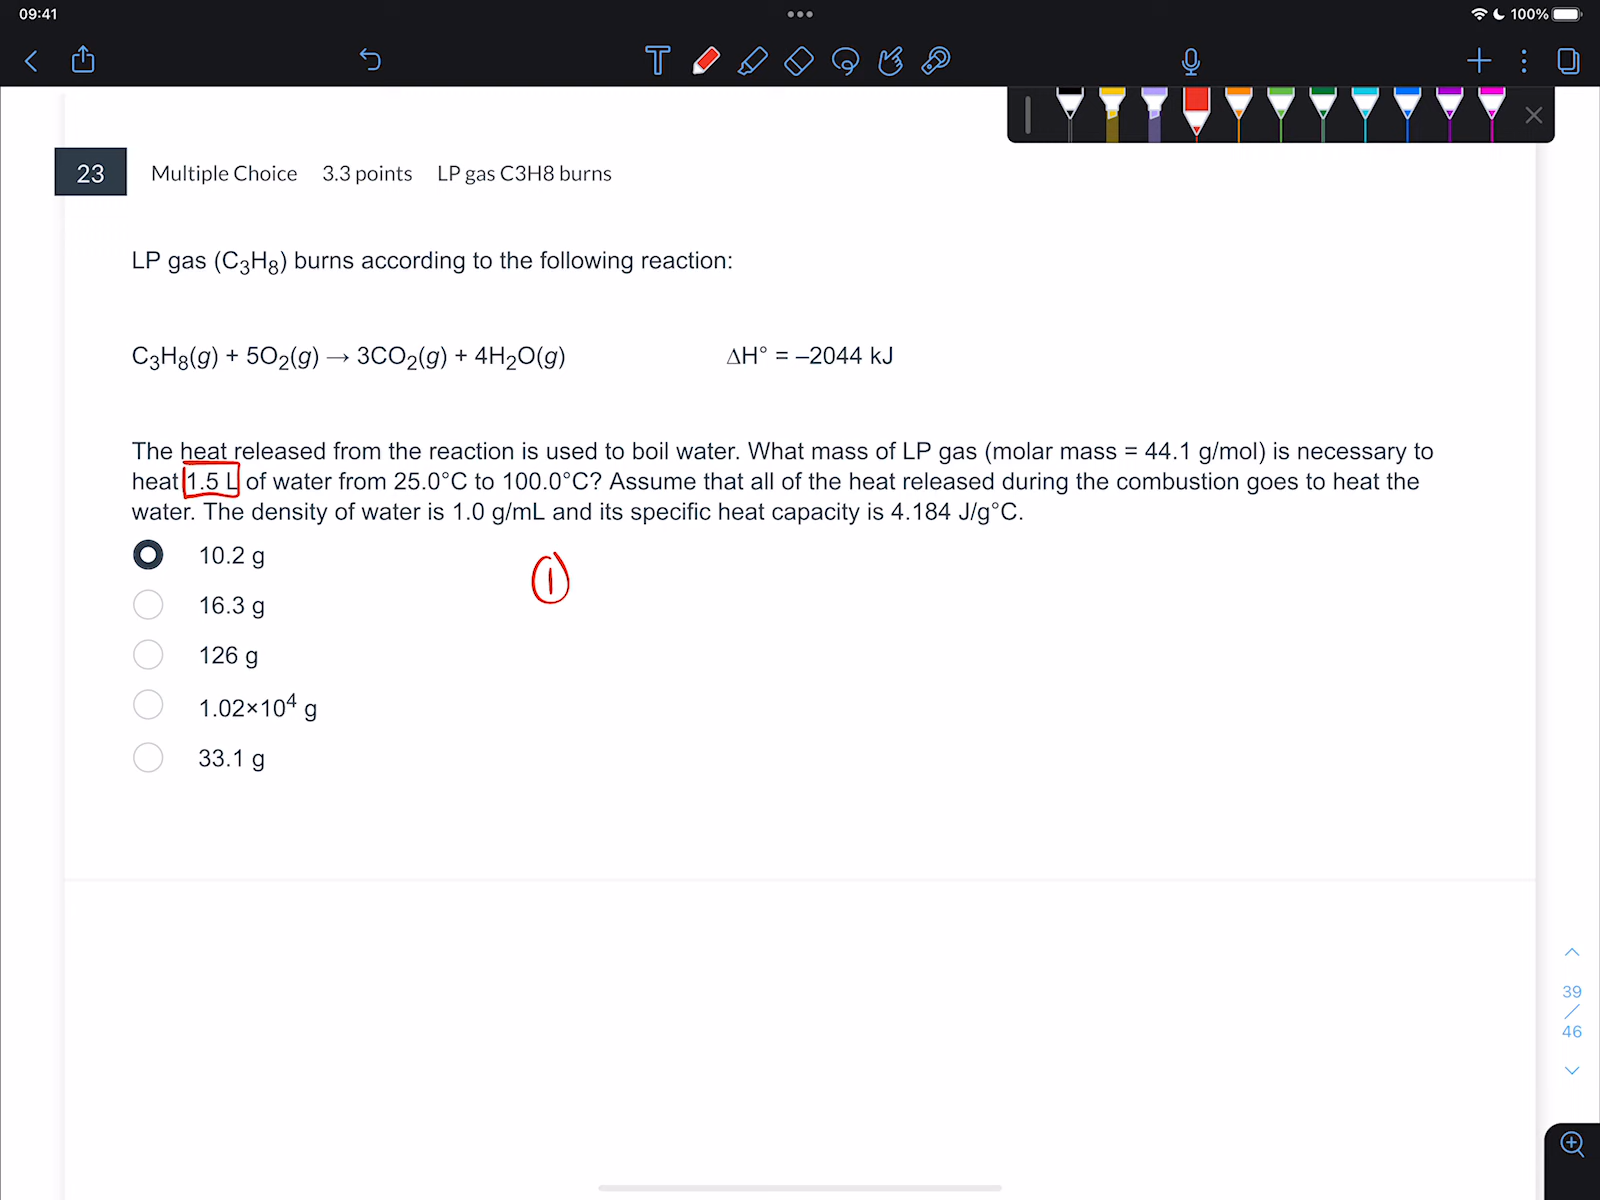 09:41
100%
23 Multiple Choice 3.3 points LP gas C3H8 burns
LP gas (C₃H₈) burns according to the following reaction:
C₃H₈(g) + 5O₂(g) → 3CO₂(g) + 4H₂O(g) ΔH° = –2044 kJ
The heat released from the reaction is used to boil water. What mass of LP gas (molar mass = 44.1 g/mol) is necessary to
heat 1.5 L of water from 25.0°C to 100.0°C? Assume that all of the heat released during the combustion goes to heat the
water. The density of water is 1.0 g/mL and its specific heat capacity is 4.184 J/g°C.
10.2 g
①
16.3 g
126 g
1.02×10⁴ g
33.1 g
39
/
46